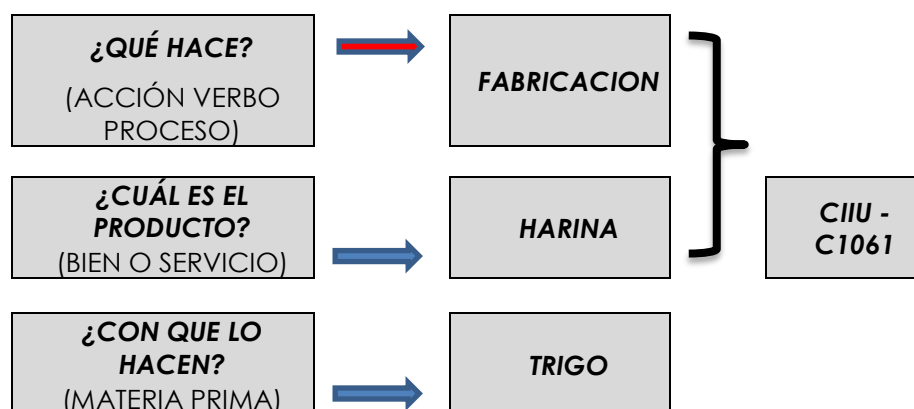 ¿QUÉ HACE?
(ACCIÓN VERBO
PROCESO)
FABRICACION
¿CUÁL ES EL
PRODUCTO?
(BIEN O SERVICIO)
HARINA
CIIU -
C1061
¿CON QUE LO
HACEN?
(MATERIA PRIMA)
TRIGO